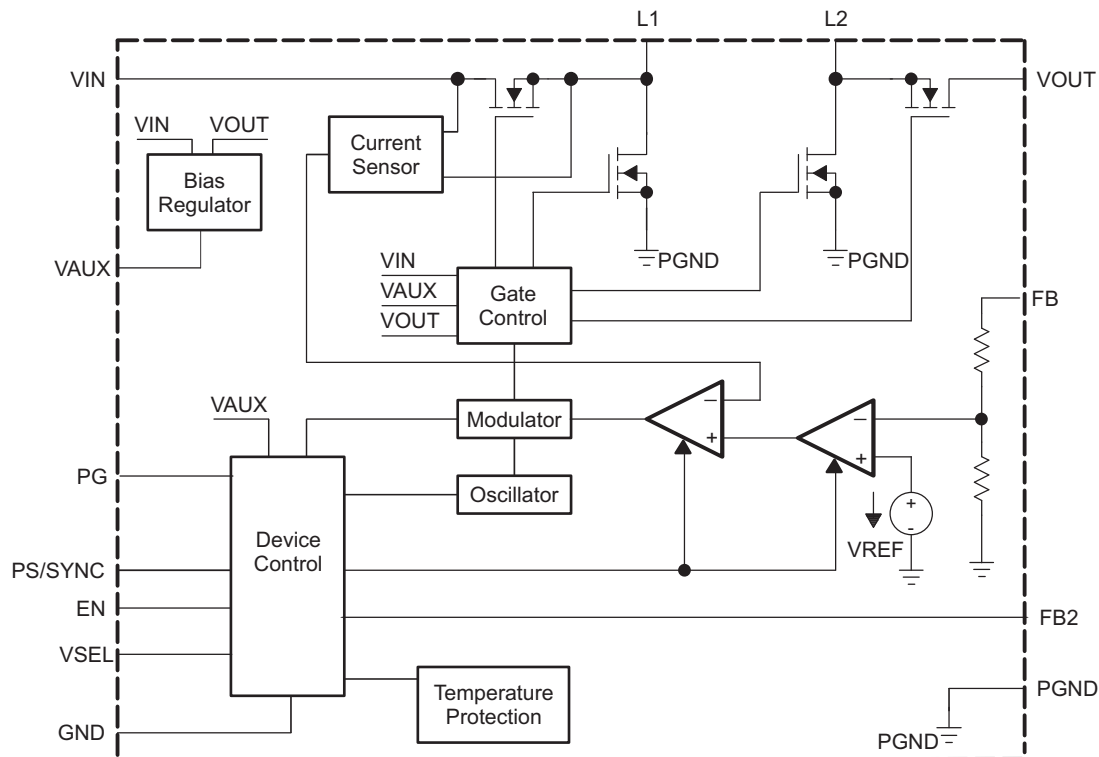 L1
L2
VIN
VOUT
VIN
VOUT
Current
Sensor
Bias
Regulator
VAUX
PGND
PGND
VIN
VAUX
VOUT
Gate
Control
FB
VAUX
Modulator
−
+
−
+
PG
Oscillator
+
-
VREF
Device
Control
PS/SYNC
EN
FB2
VSEL
Temperature
Protection
PGND
GND
PGND